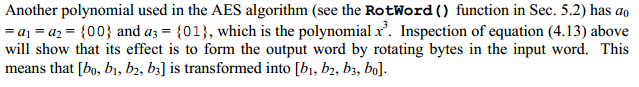 Another polynomial used in the AES algorithm (see the RotWord() function in Sec. 5.2) has a₀
= a₁ = a₂ = {00} and a₃ = {01}, which is the polynomial x³. Inspection of equation (4.13) above
will show that its effect is to form the output word by rotating bytes in the input word. This
means that [b₀, b₁, b₂, b₃] is transformed into [b₁, b₂, b₃, b₀].